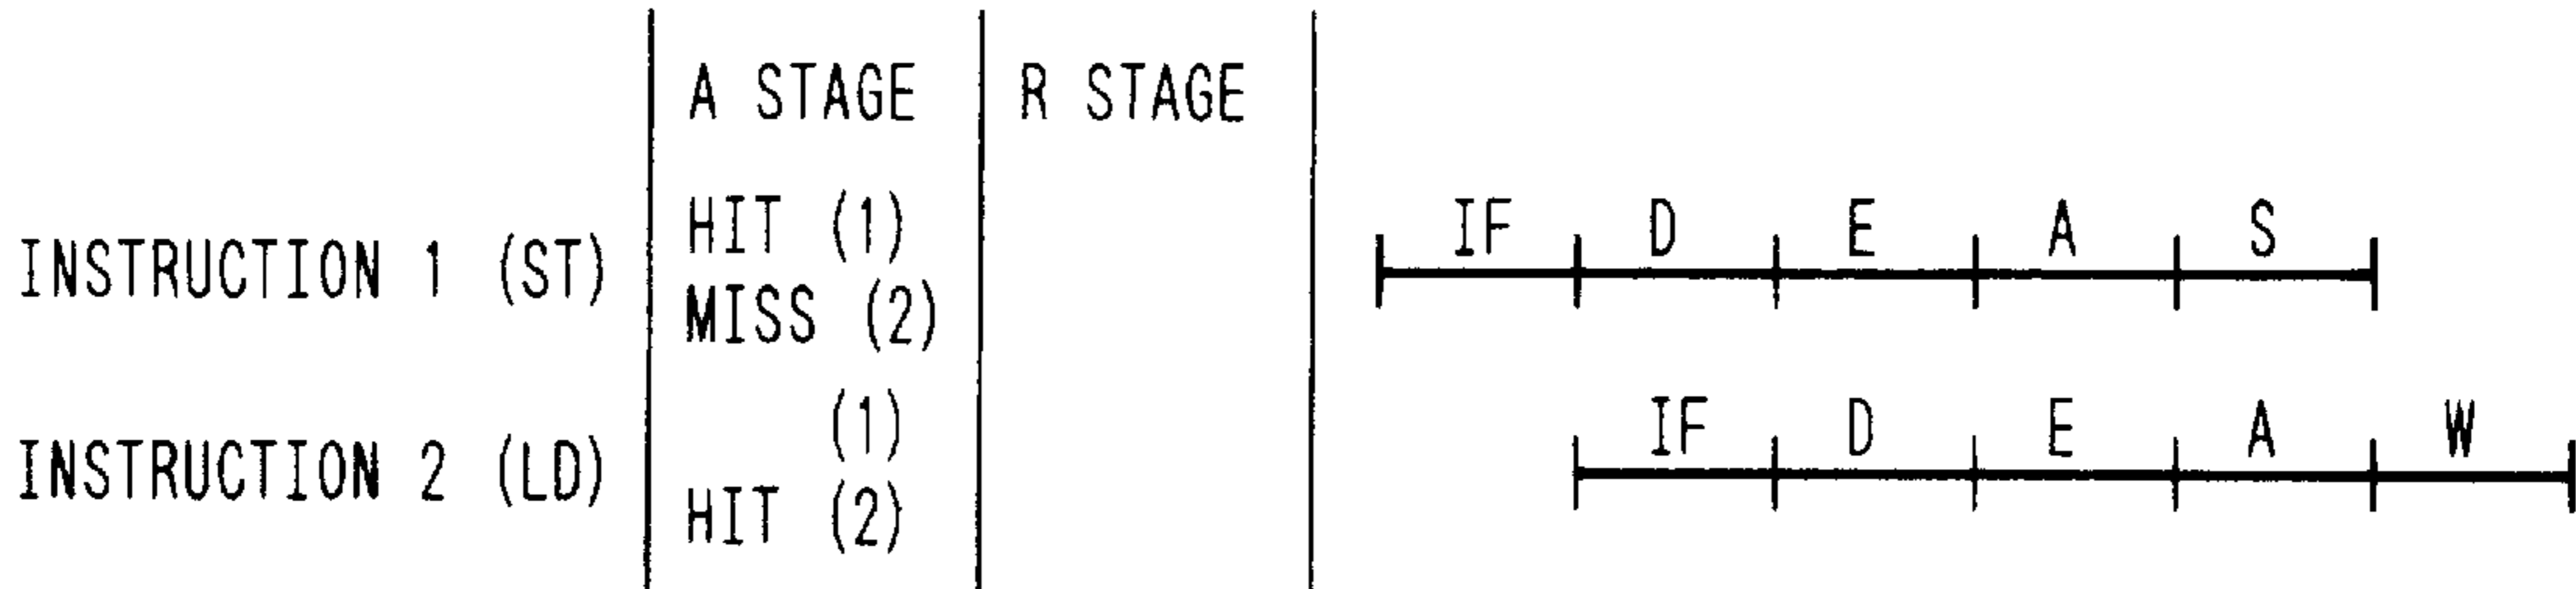 A STAGE R STAGE
HIT (1) IF D E A S
INSTRUCTION 1 (ST)
MISS (2)
(1) IF D E A W
INSTRUCTION 2 (LD)
HIT (2)